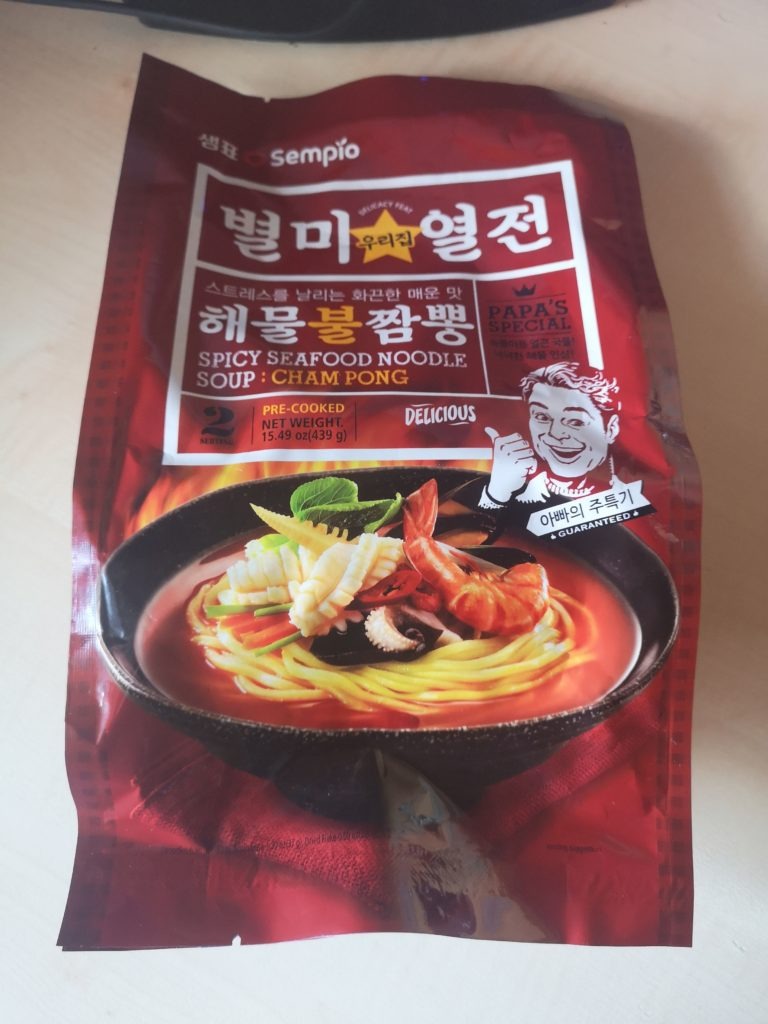 샘표 sempio
DELICACY FEAT
별미 우리집 열전
스트레스를 날리는 화끈한 매운 맛
해물불짬뽕
SPICY SEAFOOD NOODLE
SOUP : CHAM PONG
PAPA'S
SPECIAL
2
SERVING
PRE-COOKED
NET WEIGHT.
15.49 oz(439 g)
DELICIOUS
아빠의 주특기
GUARANTEED